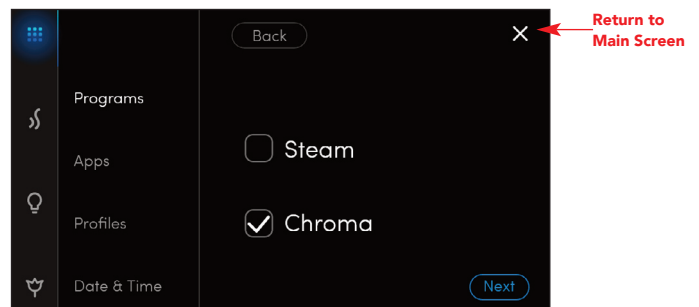 Back
Return to
Main Screen
Programs
Steam
Apps
Profiles
Chroma
Date & Time
Next